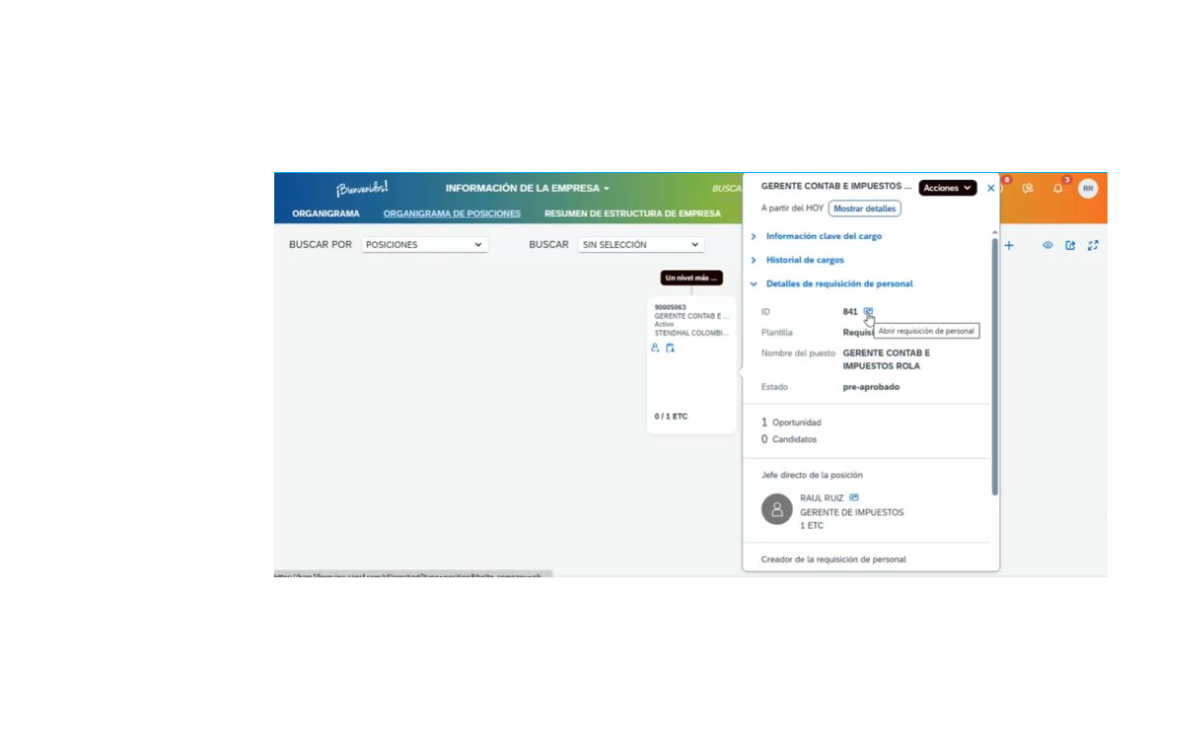 ¡Bienvenidos!
INFORMACIÓN DE LA EMPRESA
BUSCA
ORGANIGRAMA
ORGANIGRAMA DE POSICIONES
RESUMEN DE ESTRUCTURA DE EMPRESA
8
3
RR
BUSCAR POR
POSICIONES
BUSCAR
SIN SELECCIÓN
Un nivel más ...
90005063
GERENTE CONTAB E ...
Activo
STENDHAL COLOMBI...
0 / 1 ETC
GERENTE CONTAB E IMPUESTOS ...
Acciones
A partir del HOY
Mostrar detalles
Información clave del cargo
Historial de cargos
Detalles de requisición de personal
ID
841
Abrir requisición de personal
Plantilla
Requisi
Nombre del puesto
GERENTE CONTAB E
IMPUESTOS ROLA
Estado
pre-aprobado
1 Oportunidad
0 Candidatos
Jefe directo de la posición
RAUL RUIZ
GERENTE DE IMPUESTOS
1 ETC
Creador de la requisición de personal